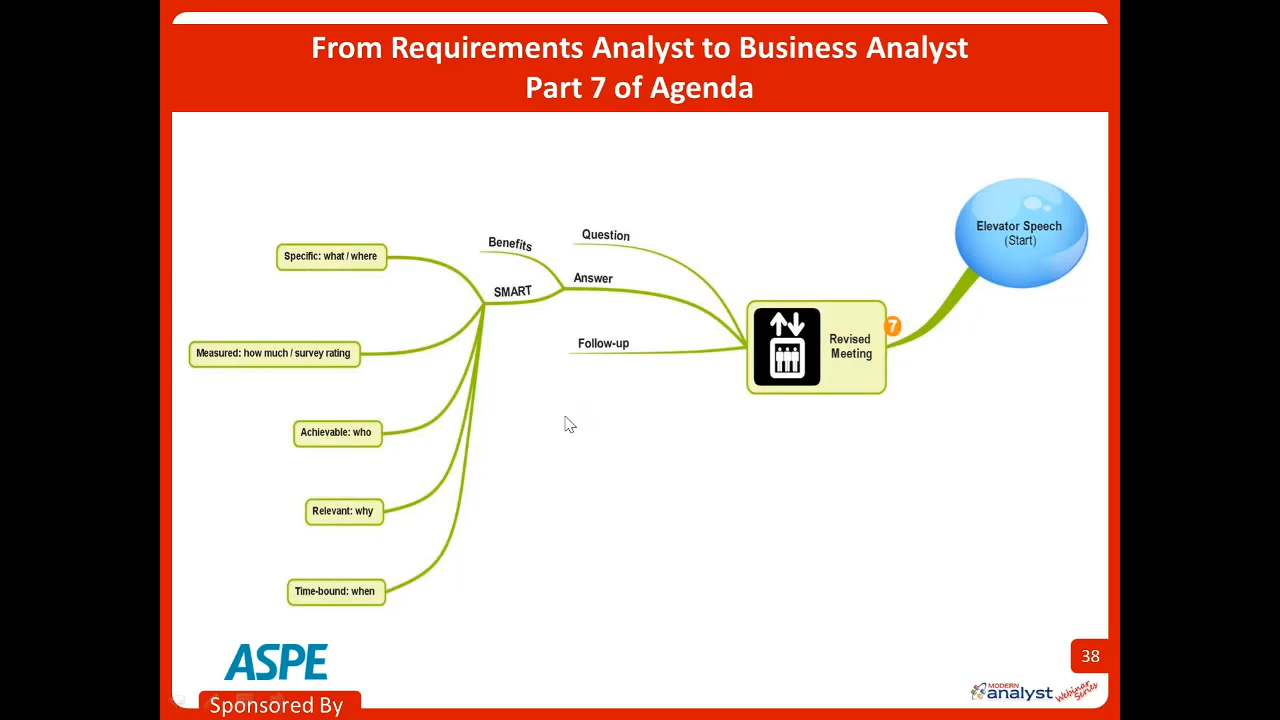 From Requirements Analyst to Business Analyst
Part 7 of Agenda
Elevator Speech
(Start)
7
Revised
Meeting
Question
Answer
Follow-up
Benefits
SMART
Specific: what / where
Measured: how much / survey rating
Achievable: who
Relevant: why
Time-bound: when
ASPE
Sponsored By
38
MODERN
analyst Webinar
Series